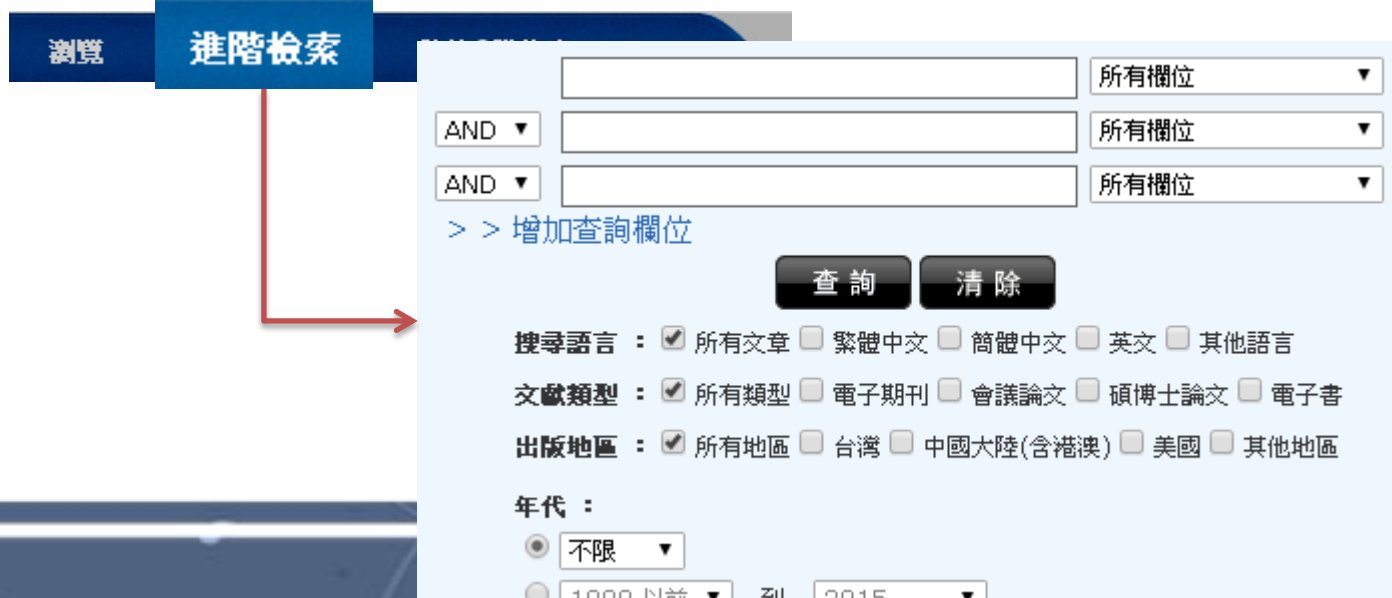 瀏覽 進階檢索
所有欄位
AND 所有欄位
AND 所有欄位
> > 增加查詢欄位
查詢 清除
搜尋語言 : 所有文章 繁體中文 簡體中文 英文 其他語言
文獻類型 : 所有類型 電子期刊 會議論文 碩博士論文 電子書
出版地區 : 所有地區 台灣 中國大陸(含港澳) 美國 其他地區
年代 :
不限
以前 到 2015